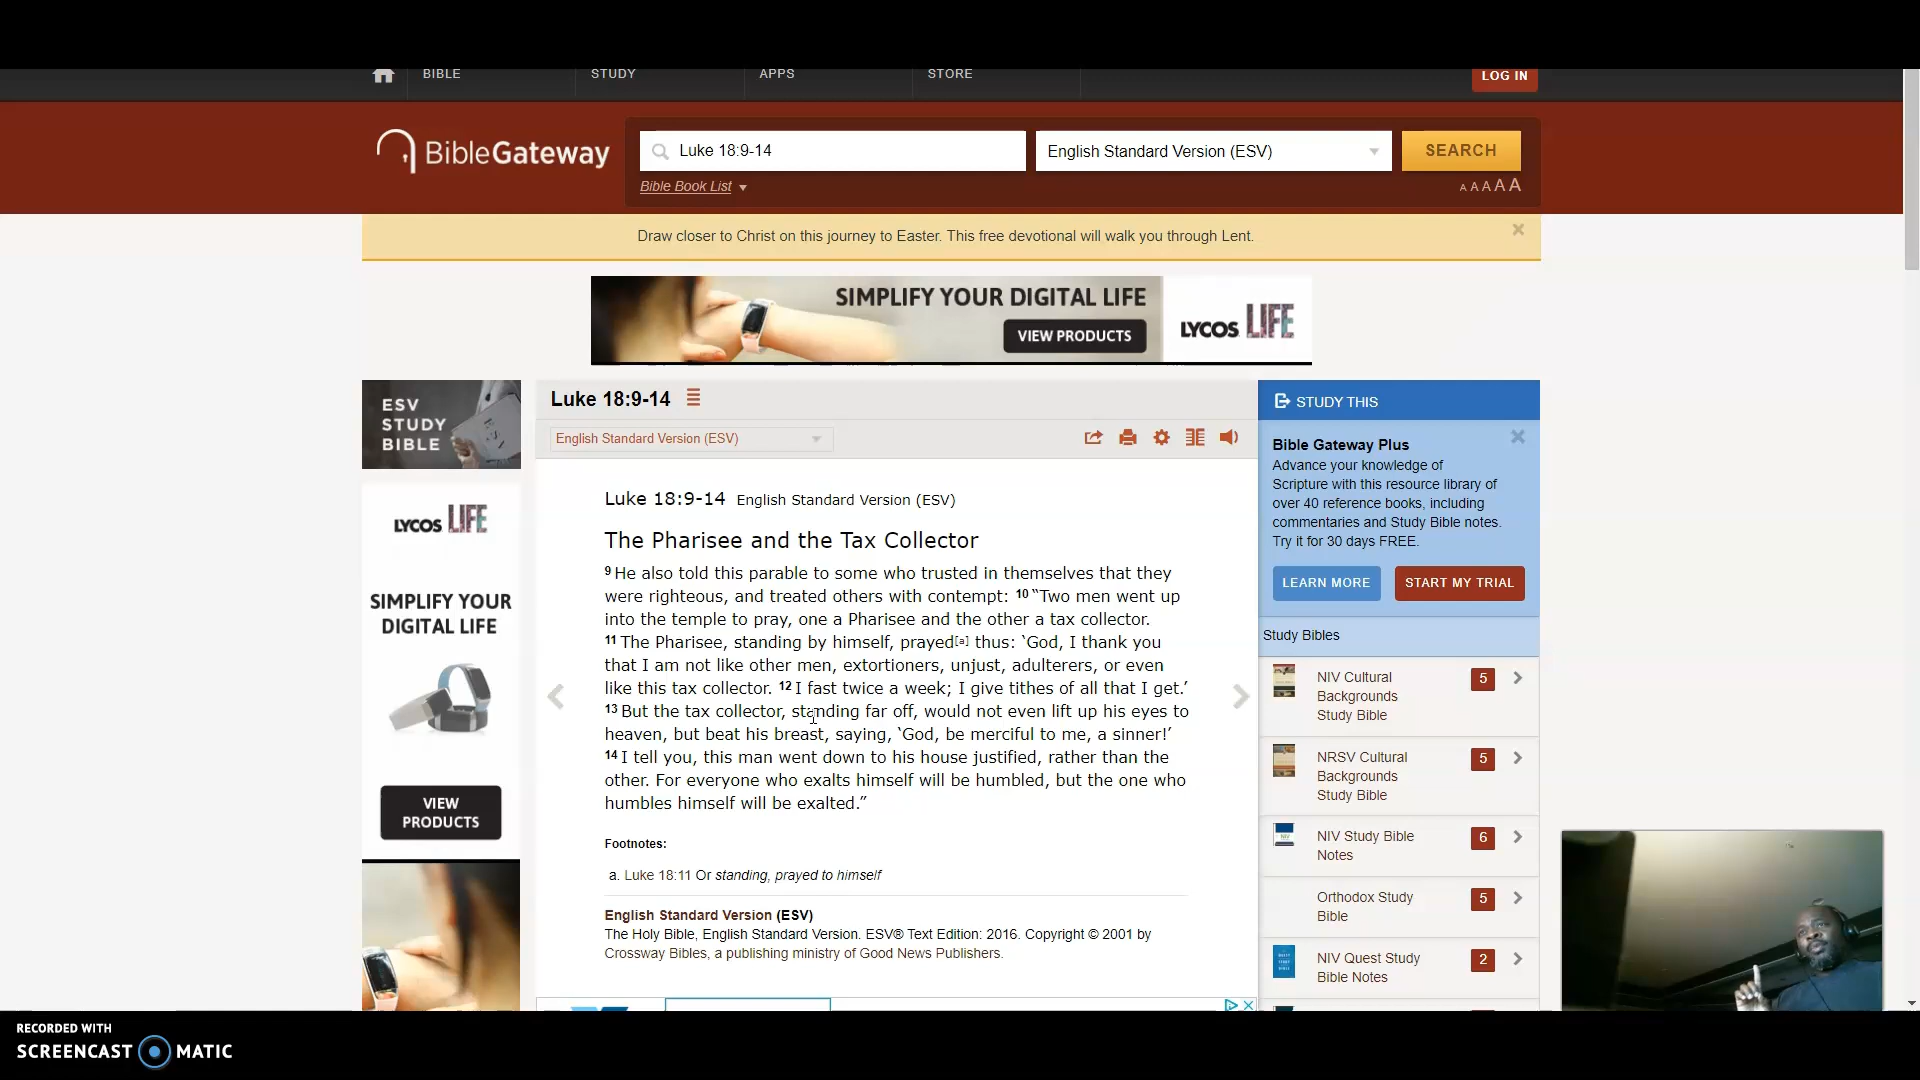 BIBLE
STUDY
APPS
STORE
LOG IN
BibleGateway
Luke 18:9-14
English Standard Version (ESV)
SEARCH
Bible Book List
A A A A A
Draw closer to Christ on this journey to Easter. This free devotional will walk you through Lent.
SIMPLIFY YOUR DIGITAL LIFE
VIEW PRODUCTS
LYCOS LIFE
ESV
STUDY
BIBLE
LYCOS LIFE
SIMPLIFY YOUR
DIGITAL LIFE
VIEW
PRODUCTS
Luke 18:9-14
English Standard Version (ESV)
Luke 18:9-14 English Standard Version (ESV)
The Pharisee and the Tax Collector
9 He also told this parable to some who trusted in themselves that they
were righteous, and treated others with contempt: 10 “Two men went up
into the temple to pray, one a Pharisee and the other a tax collector.
11 The Pharisee, standing by himself, prayed[a] thus: ‘God, I thank you
that I am not like other men, extortioners, unjust, adulterers, or even
like this tax collector. 12 I fast twice a week; I give tithes of all that I get.’
13 But the tax collector, standing far off, would not even lift up his eyes to
heaven, but beat his breast, saying, ‘God, be merciful to me, a sinner!’
14 I tell you, this man went down to his house justified, rather than the
other. For everyone who exalts himself will be humbled, but the one who
humbles himself will be exalted.”
Footnotes:
a. Luke 18:11 Or standing, prayed to himself
English Standard Version (ESV)
The Holy Bible, English Standard Version. ESV® Text Edition: 2016. Copyright © 2001 by
Crossway Bibles, a publishing ministry of Good News Publishers.
STUDY THIS
Bible Gateway Plus
Advance your knowledge of
Scripture with this resource library of
over 40 reference books, including
commentaries and Study Bible notes.
Try it for 30 days FREE.
LEARN MORE
START MY TRIAL
Study Bibles
NIV Cultural
Backgrounds
Study Bible
5
NRSV Cultural
Backgrounds
Study Bible
5
NIV Study Bible
Notes
6
Orthodox Study
Bible
5
NIV Quest Study
Bible Notes
2
RECORDED WITH
SCREENCAST MATIC